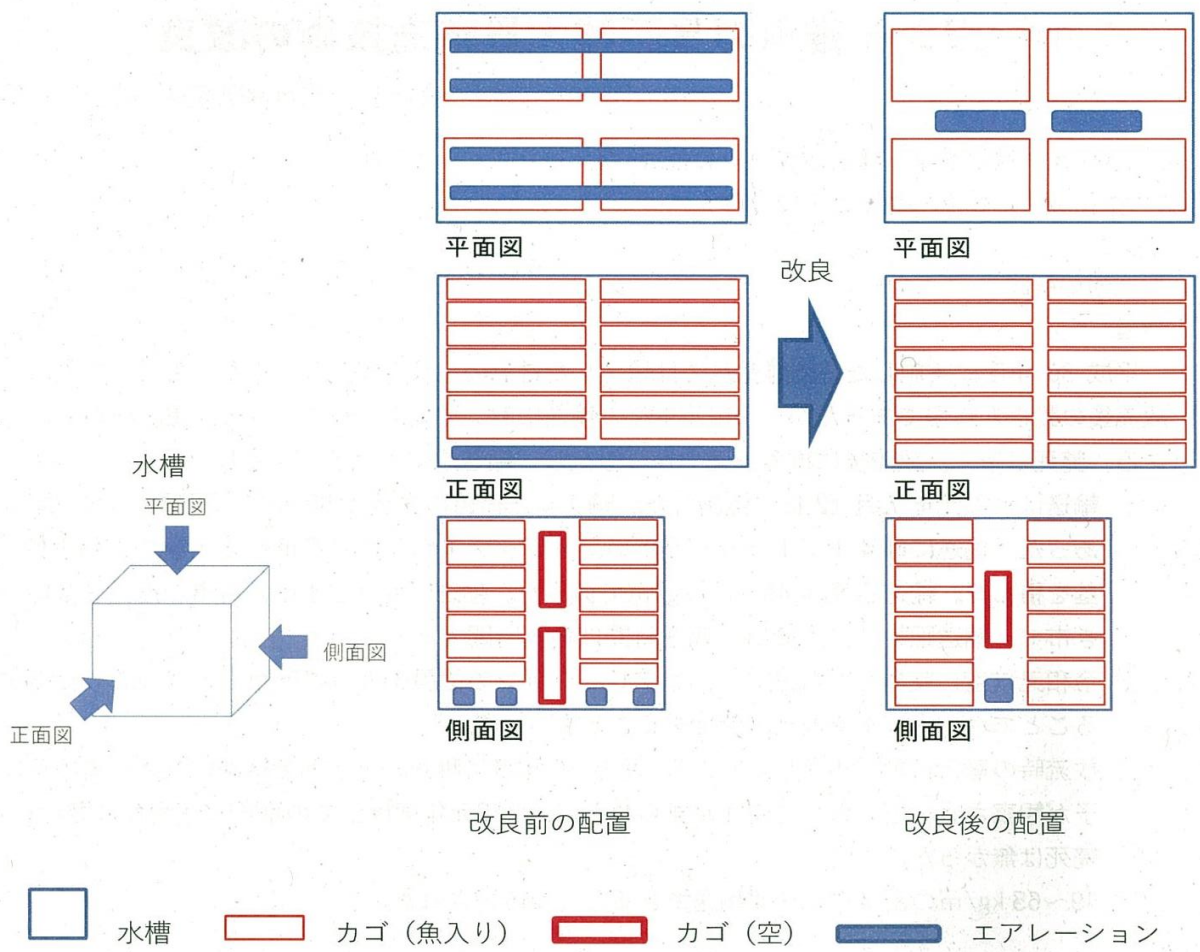 平面図
平面図
改良
正面図
正面図
水槽
平面図
側面図
正面図
側面図
側面図
改良前の配置
改良後の配置
水槽
カゴ（魚入り）
カゴ（空）
エアレーション